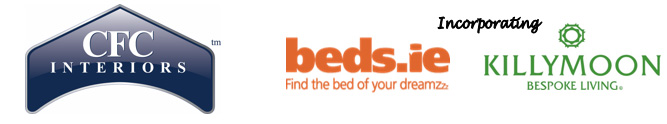 CFC
INTERIORS
tm
Incorporating
beds.ie
Find the bed of your dreamzzz
KILLYMOON
BESPOKE LIVING®